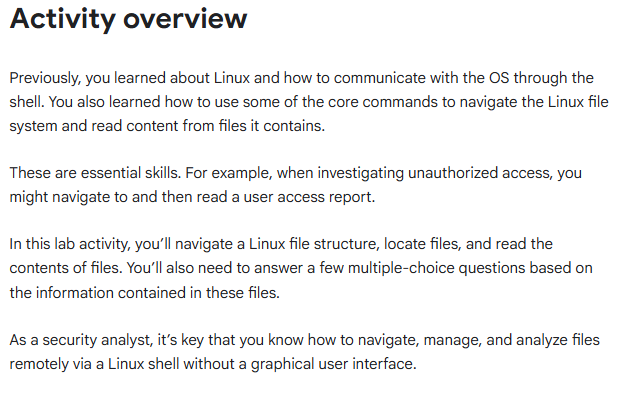 Activity overview
Previously, you learned about Linux and how to communicate with the OS through the
shell. You also learned how to use some of the core commands to navigate the Linux file
system and read content from files it contains.
These are essential skills. For example, when investigating unauthorized access, you
might navigate to and then read a user access report.
In this lab activity, you’ll navigate a Linux file structure, locate files, and read the
contents of files. You’ll also need to answer a few multiple-choice questions based on
the information contained in these files.
As a security analyst, it’s key that you know how to navigate, manage, and analyze files
remotely via a Linux shell without a graphical user interface.